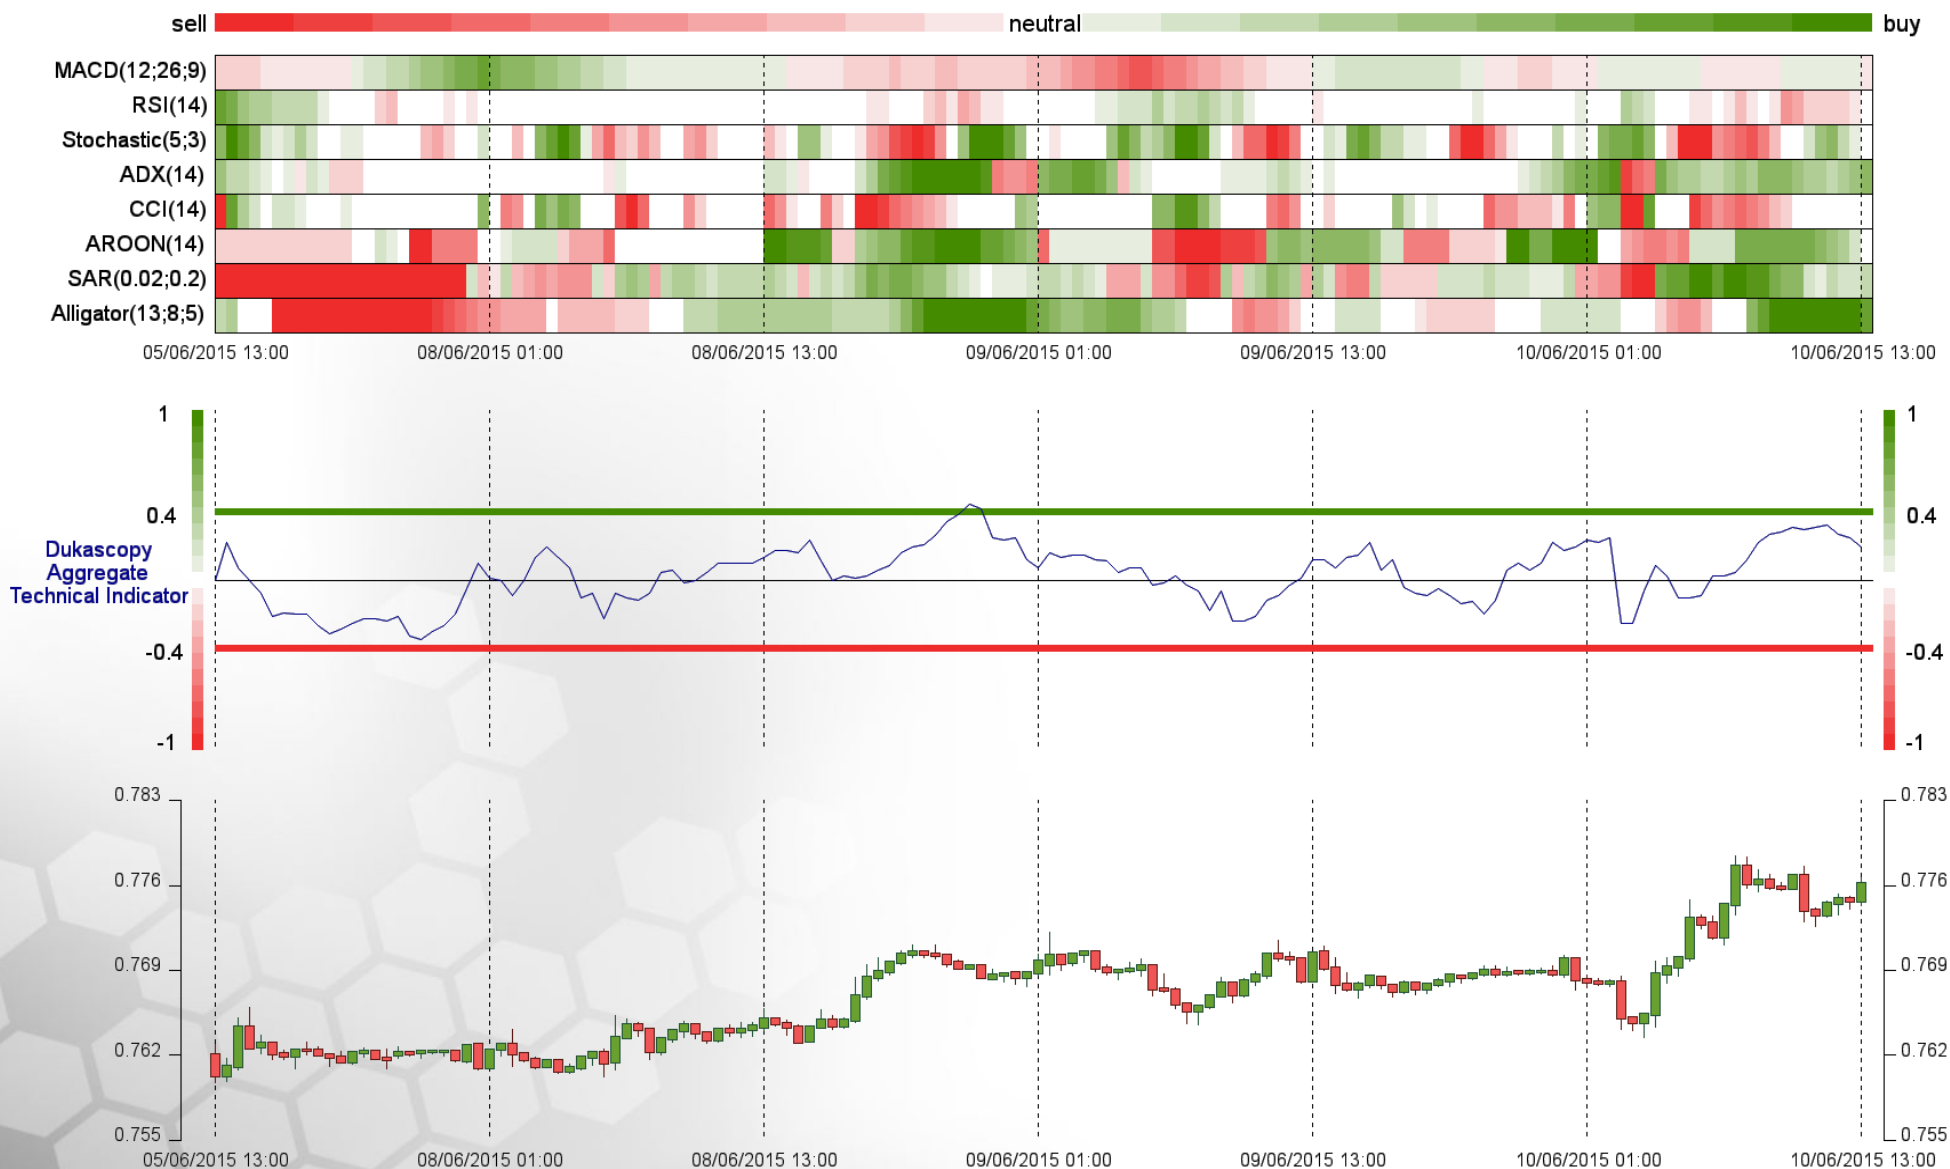 sell neutral buy
MACD(12;26;9)
RSI(14)
Stochastic(5;3)
ADX(14)
CCI(14)
AROON(14)
SAR(0.02;0.2)
Alligator(13;8;5)
05/06/2015 13:00 08/06/2015 01:00 08/06/2015 13:00 09/06/2015 01:00 09/06/2015 13:00 10/06/2015 01:00 10/06/2015 13:00
1 1
0.4 0.4
Dukascopy
Aggregate
Technical Indicator
-0.4 -0.4
-1 -1
0.783 0.783
0.776 0.776
0.769 0.769
0.762 0.762
0.755 0.755
05/06/2015 13:00 08/06/2015 01:00 08/06/2015 13:00 09/06/2015 01:00 09/06/2015 13:00 10/06/2015 01:00 10/06/2015 13:00